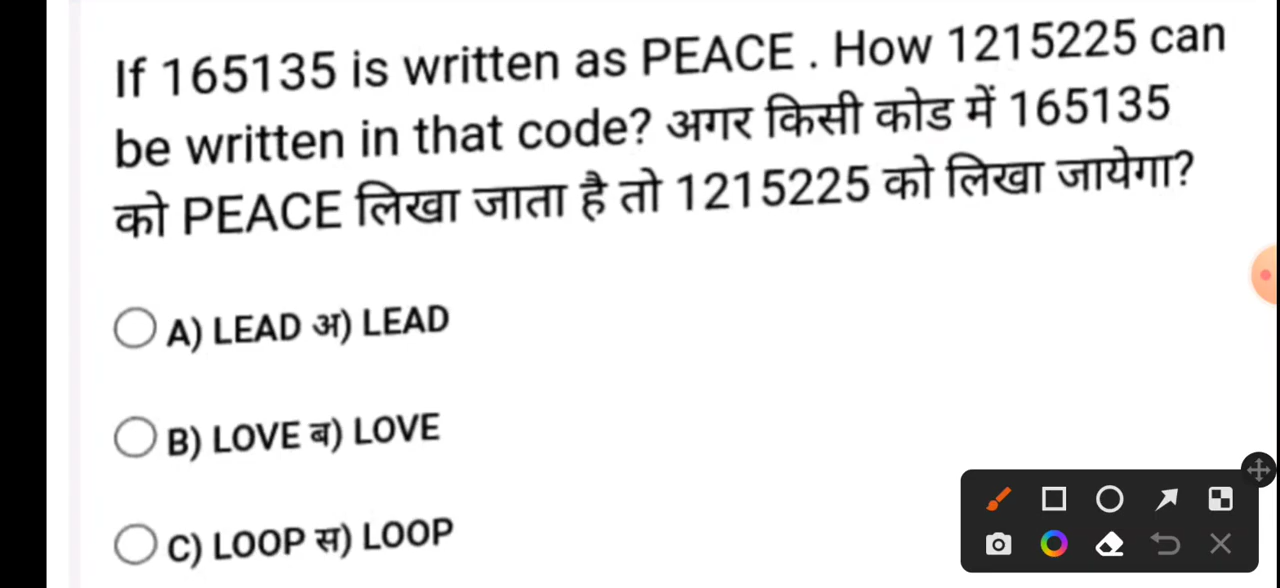 If 165135 is written as PEACE . How 1215225 can
be written in that code? अगर किसी कोड में 165135
को PEACE लिखा जाता है तो 1215225 को लिखा जायेगा?
A) LEAD अ) LEAD
B) LOVE ब) LOVE
C) LOOP स) LOOP